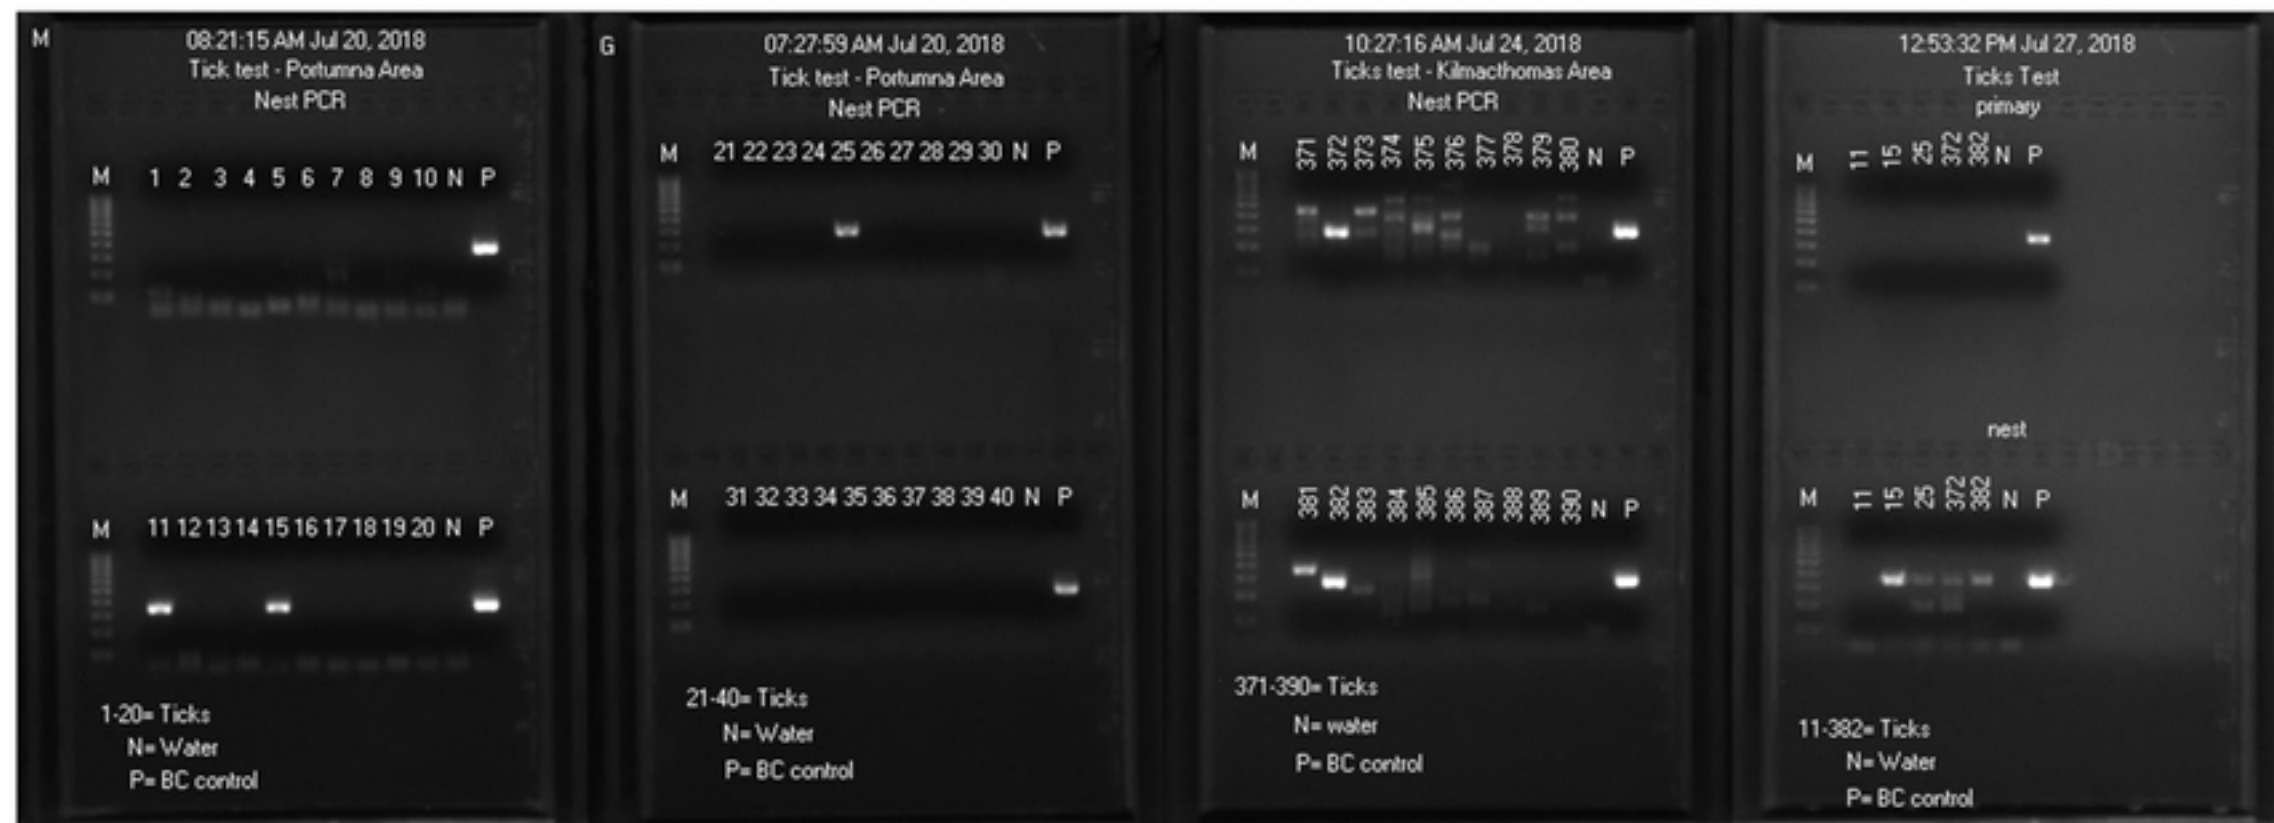 M
08:21:15 AM Jul 20, 2018
Tick test - Portumna Area
Nest PCR
M 1 2 3 4 5 6 7 8 9 10 N P
M 11 12 13 14 15 16 17 18 19 20 N P
1-20= Ticks
N= Water
P= BC control
G
07:27:59 AM Jul 20, 2018
Tick test - Portumna Area
Nest PCR
M 21 22 23 24 25 26 27 28 29 30 N P
M 31 32 33 34 35 36 37 38 39 40 N P
21-40= Ticks
N= Water
P= BC control
10:27:16 AM Jul 24, 2018
Ticks test - Kilmacthomas Area
Nest PCR
M 371 372 373 374 375 376 377 378 379 380 N P
M 381 382 383 384 385 386 387 388 389 390 N P
371-390= Ticks
N= water
P= BC control
12:53:32 PM Jul 27, 2018
Ticks Test
primary
M 11 15 25 372 382 N P
nest
M 11 15 25 372 382 N P
11-382= Ticks
N= Water
P= BC control